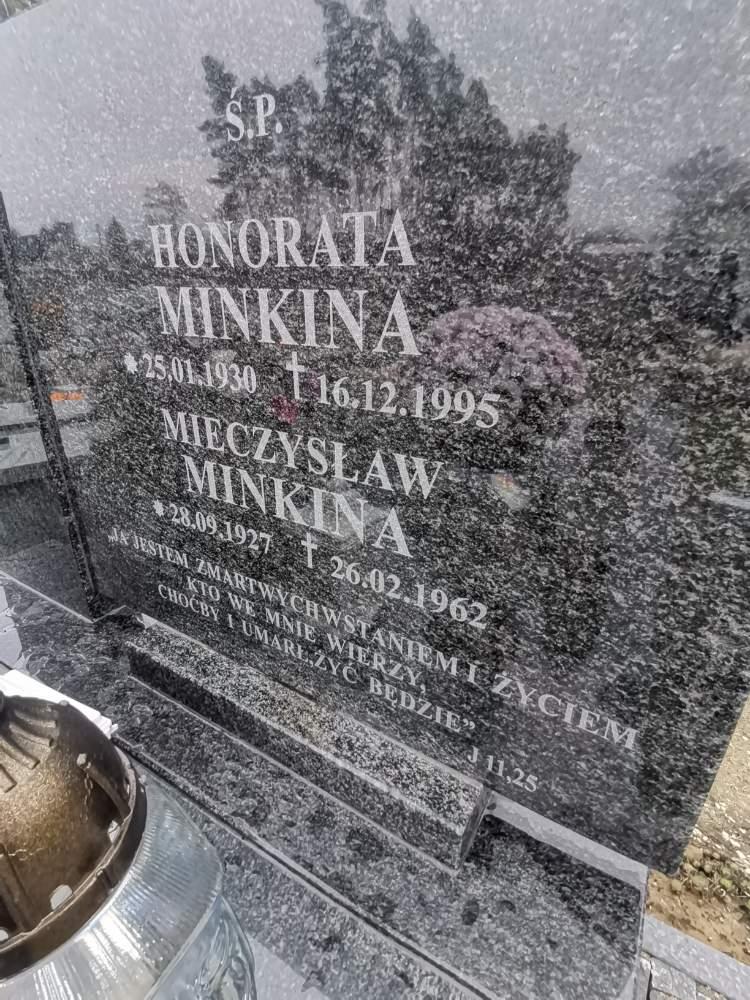 Ś.P.
HONORATA
MINKINA
* 25.01.1930 † 16.12.1995
MIECZYSŁAW
MINKINA
* 28.09.1927 † 26.02.1962
„JA JESTEM ZMARTWYCHWSTANIEM I ŻYCIEM
KTO WE MNIE WIERZY,
CHOĆBY I UMARŁ,ŻYĆ BĘDZIE”
J 11,25